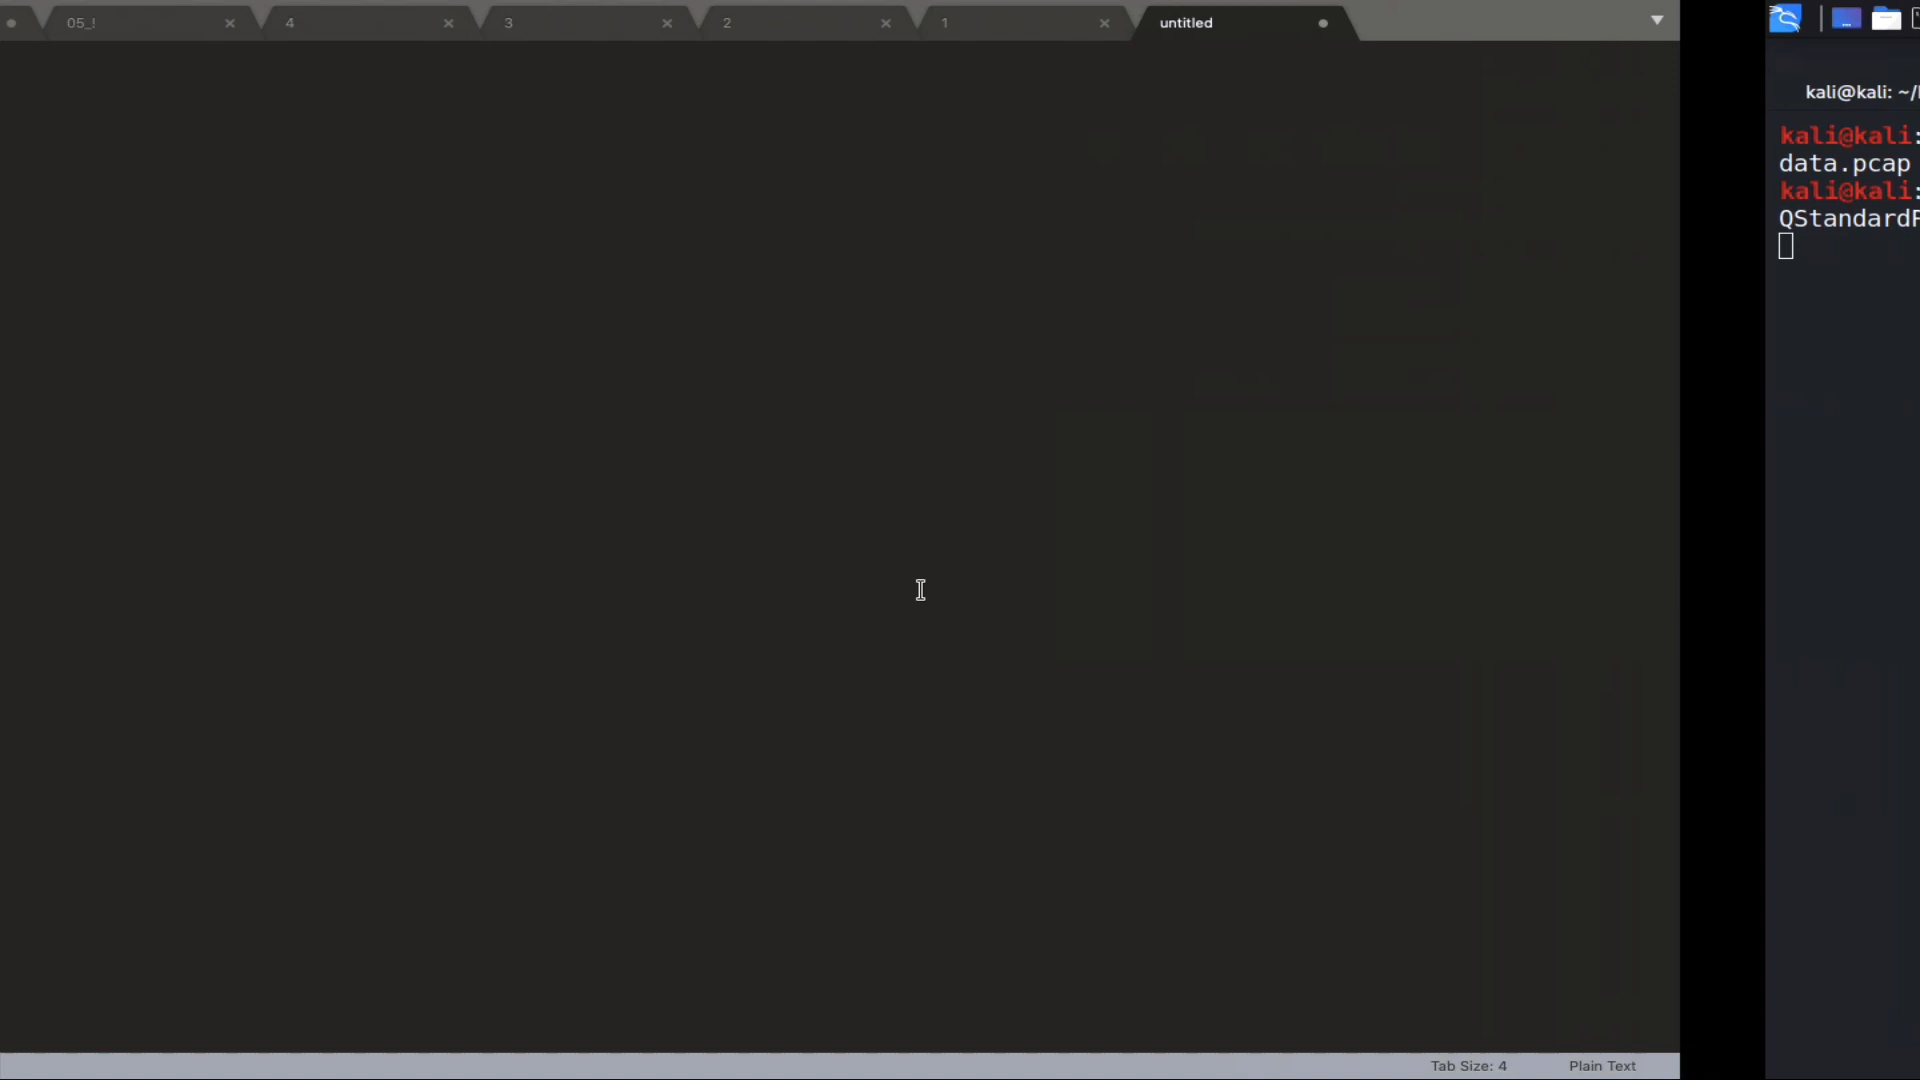 05_!
4
3
2
1
untitled
kali@kali: ~/
kali@kali:
data.pcap
kali@kali:
QStandard
Tab Size: 4
Plain Text